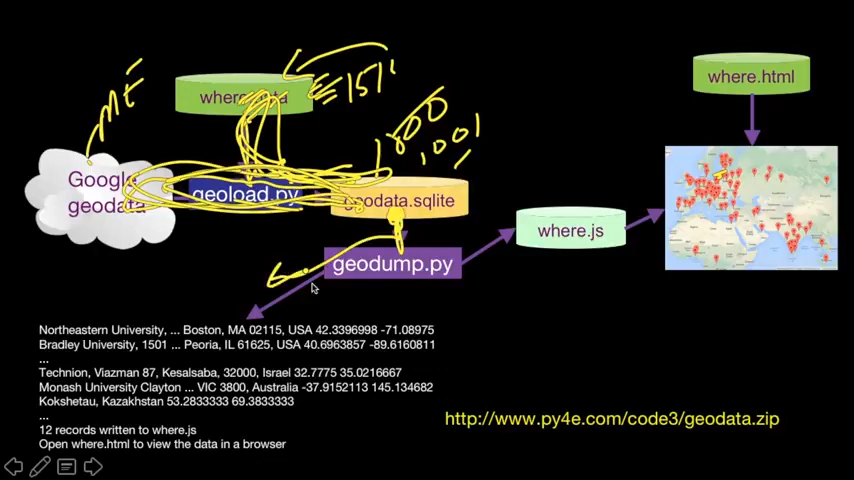 where.html
where.data
1511
ME
1000
1001
Google
geodata
geoload.py
geodata.sqlite
where.js
geodump.py
Northeastern University, ... Boston, MA 02115, USA 42.3396998 -71.08975
Bradley University, 1501 ... Peoria, IL 61625, USA 40.6963857 -89.6160811
...
Technion, Viazman 87, Kesalsaba, 32000, Israel 32.7775 35.0216667
Monash University Clayton ... VIC 3800, Australia -37.9152113 145.134682
Kokshetau, Kazakhstan 53.2833333 69.3833333
...
12 records written to where.js
Open where.html to view the data in a browser
http://www.py4e.com/code3/geodata.zip